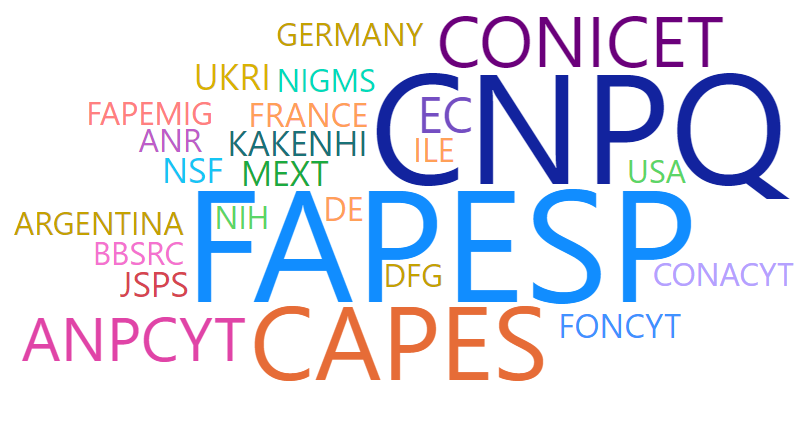 GERMANY
CONICET
UKRI
NIGMS
CNPQ
FAPEMIG
FRANCE
EC
ANR
KAKENHI
ILE
NSF
MEXT
USA
FAPESP
ARGENTINA
NIH
DE
BBSRC
JSPS
DFG
CONACYT
ANPCYT
CAPES
FONCYT